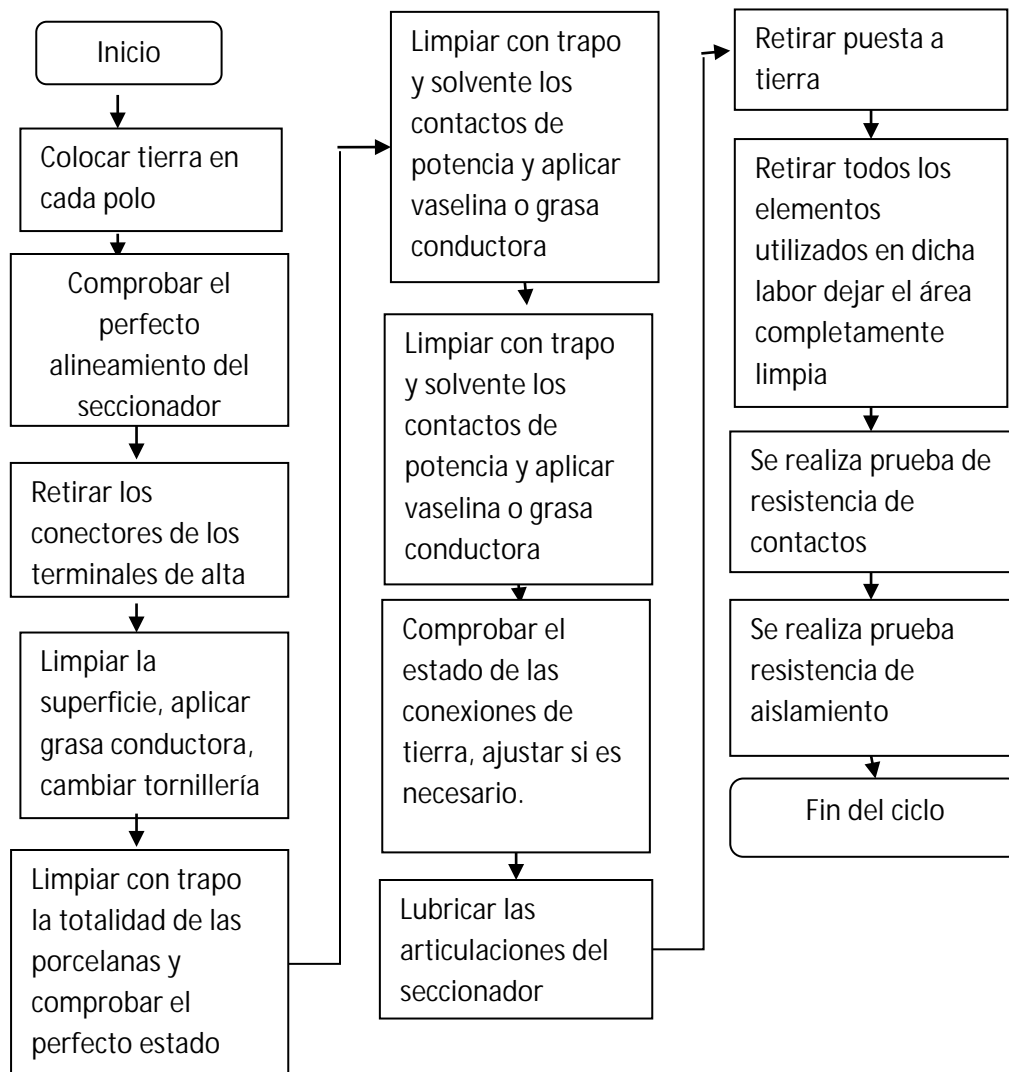 Inicio
Colocar tierra en
cada polo
Comprobar el
perfecto
alineamiento del
seccionador
Retirar los
conectores de los
terminales de alta
Limpiar la
superficie, aplicar
grasa conductora,
cambiar tornillería
Limpiar con trapo
la totalidad de las
porcelanas y
comprobar el
perfecto estado
Limpiar con trapo
y solvente los
contactos de
potencia y aplicar
vaselina o grasa
conductora
Limpiar con trapo
y solvente los
contactos de
potencia y aplicar
vaselina o grasa
conductora
Comprobar el
estado de las
conexiones de
tierra, ajustar si es
necesario.
Lubricar las
articulaciones del
seccionador
Retirar puesta a
tierra
Retirar todos los
elementos
utilizados en dicha
labor dejar el área
completamente
limpia
Se realiza prueba de
resistencia de
contactos
Se realiza prueba
resistencia de
aislamiento
Fin del ciclo